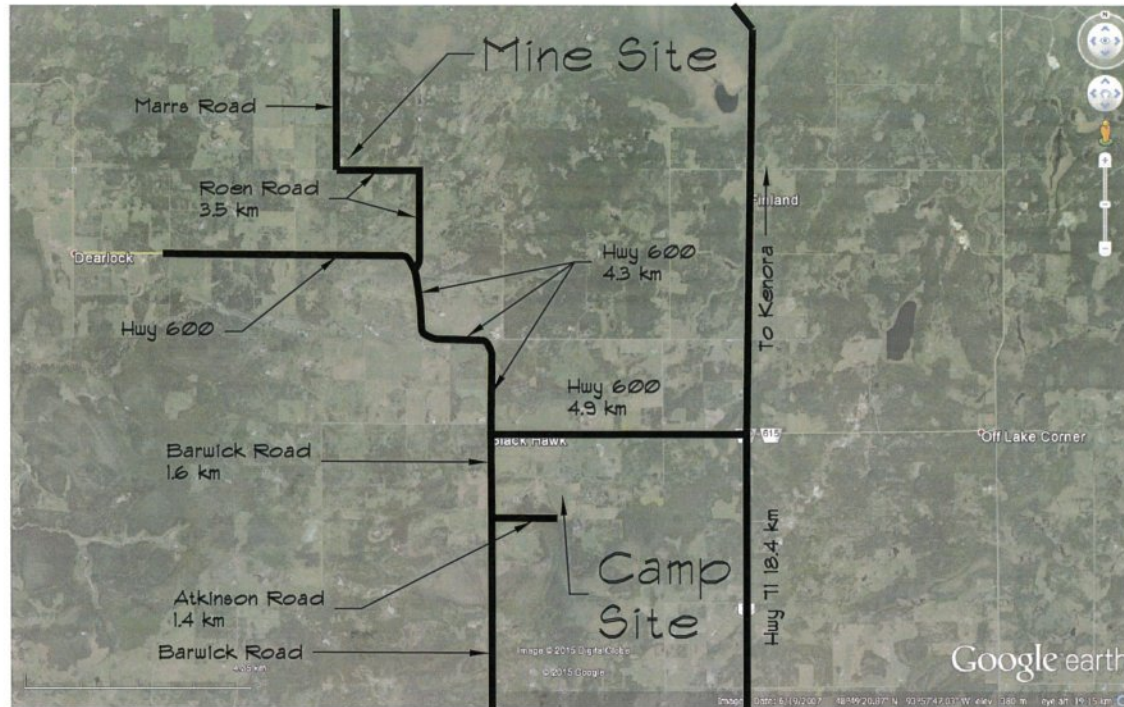 Mine Site
Marrs Road
Roen Road
3.5 km
Finland
Dearlock
Hwy 600
4.3 km
To Kenora
Hwy 600
Hwy 600
4.9 km
Black Hawk
615
Off Lake Corner
Barwick Road
1.6 km
Camp
Site
Atkinson Road
1.4 km
Hwy 71 18.4 km
Barwick Road
Image © 2015 DigitalGlobe
© 2015 Google
Google earth
N